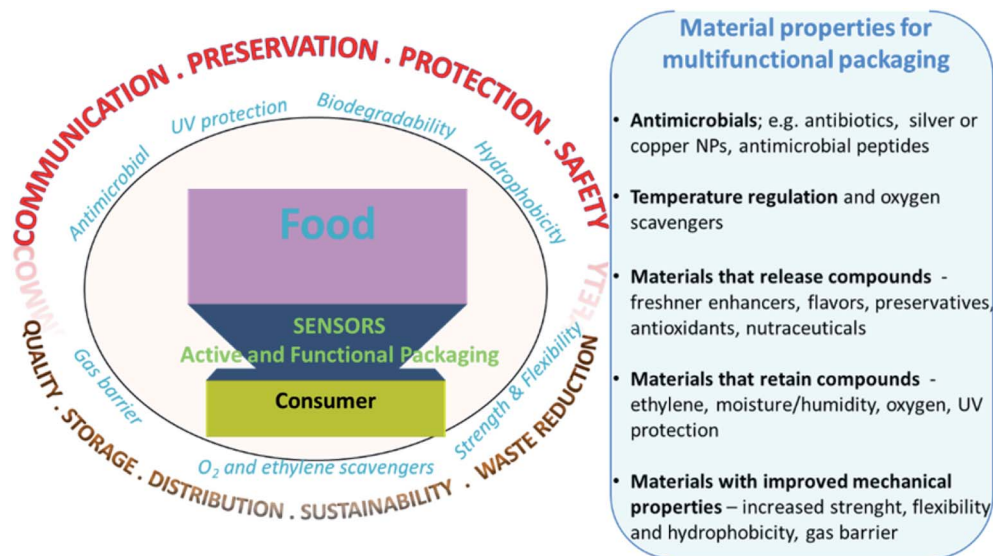 COMMUNICATION . PRESERVATION . PROTECTION . SAFETY
UV protection
Biodegradability
Antimicrobial
Hydrophobicity
Food
SENSORS
Active and Functional Packaging
Consumer
Gas barrier
Strength & Flexibility
O₂ and ethylene scavengers
QUALITY . STORAGE . DISTRIBUTION . SUSTAINABILITY . WASTE REDUCTION
Material properties for
multifunctional packaging
• Antimicrobials; e.g. antibiotics, silver or
copper NPs, antimicrobial peptides
• Temperature regulation and oxygen
scavengers
• Materials that release compounds -
freshner enhancers, flavors, preservatives,
antioxidants, nutraceuticals
• Materials that retain compounds -
ethylene, moisture/humidity, oxygen, UV
protection
• Materials with improved mechanical
properties – increased strenght, flexibility
and hydrophobicity, gas barrier